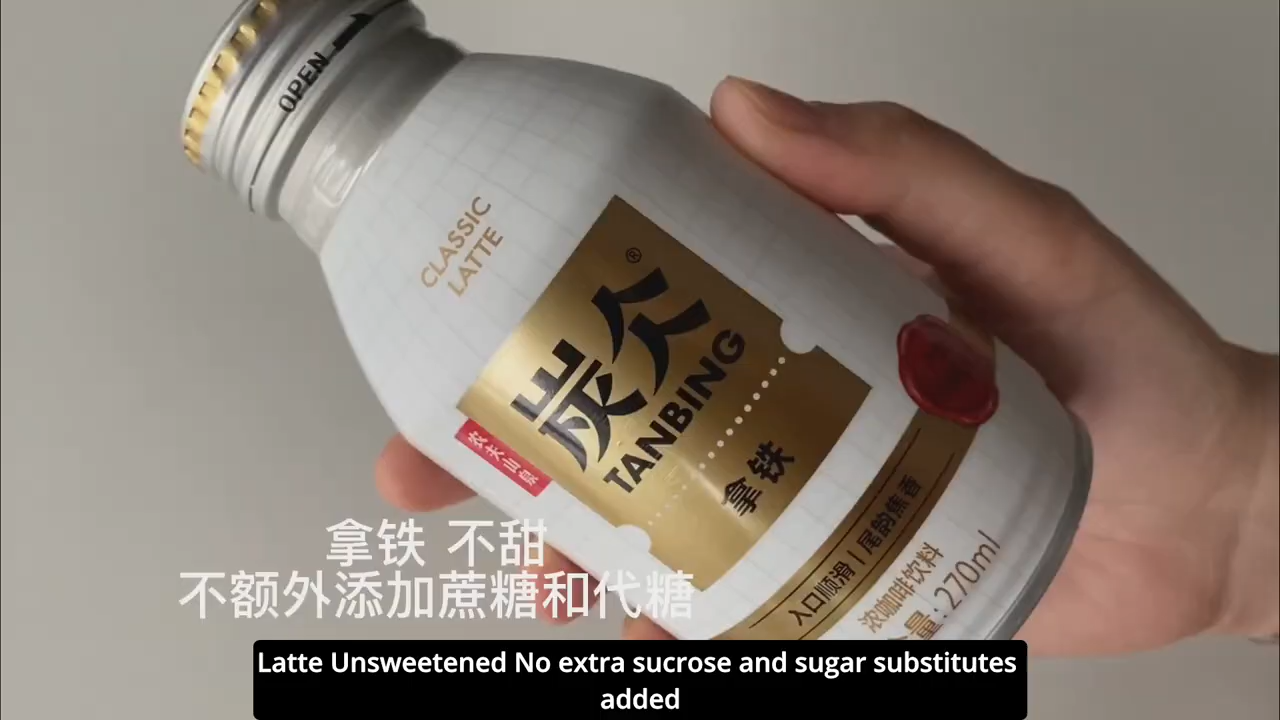 OPEN
CLASSIC
LATTE
炭仌®
TANBING
农夫山泉
拿铁
入口顺滑 | 尾韵焦香
浓咖啡饮料
量:270ml
拿铁 不甜
不额外添加蔗糖和代糖
Latte Unsweetened No extra sucrose and sugar substitutes
added